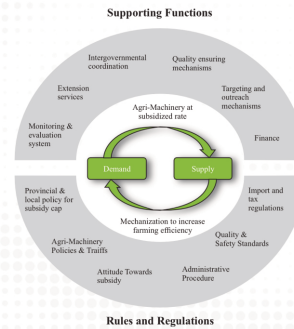 Supporting Functions
Intergovernmental
coordination
Quality ensuring
mechanisms
Extension
services
Targeting and
outreach
mechanisms
Agri-Machinery at
subsidized rate
Monitoring &
evaluation
system
Finance
Demand
Supply
Provincial &
local policy for
subsidy cap
Import and
tax
regulations
Mechanization to increase
farming efficiency
Agri-Machinery
Policies & Traiffs
Quality &
Safety Standards
Attitude Towards
subsidy
Administrative
Procedure
Rules and Regulations